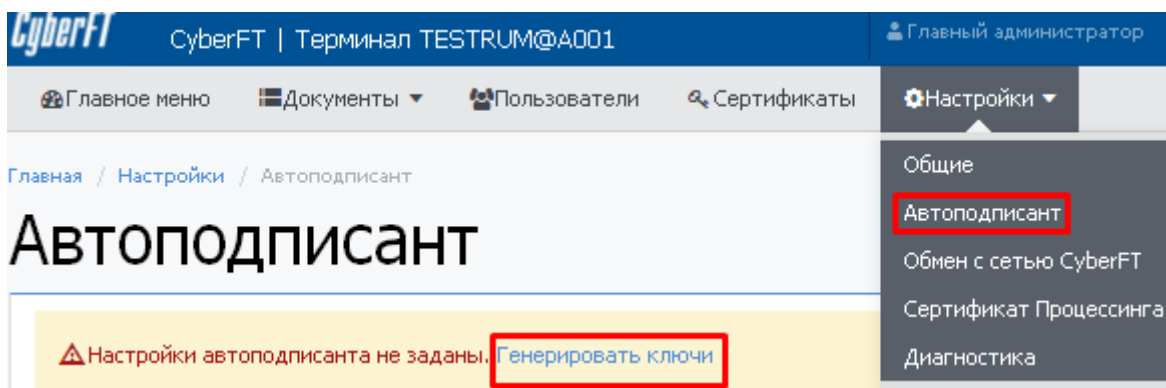 CyberFT CyberFT | Терминал TESTRUM@A001 Главный администратор
Главное меню Документы Пользователи Сертификаты Настройки
Главная / Настройки / Автоподписант
Автоподписант
Настройки автоподписанта не заданы. Генерировать ключи
Общие
Автоподписант
Обмен с сетью CyberFT
Сертификат Процессинга
Диагностика